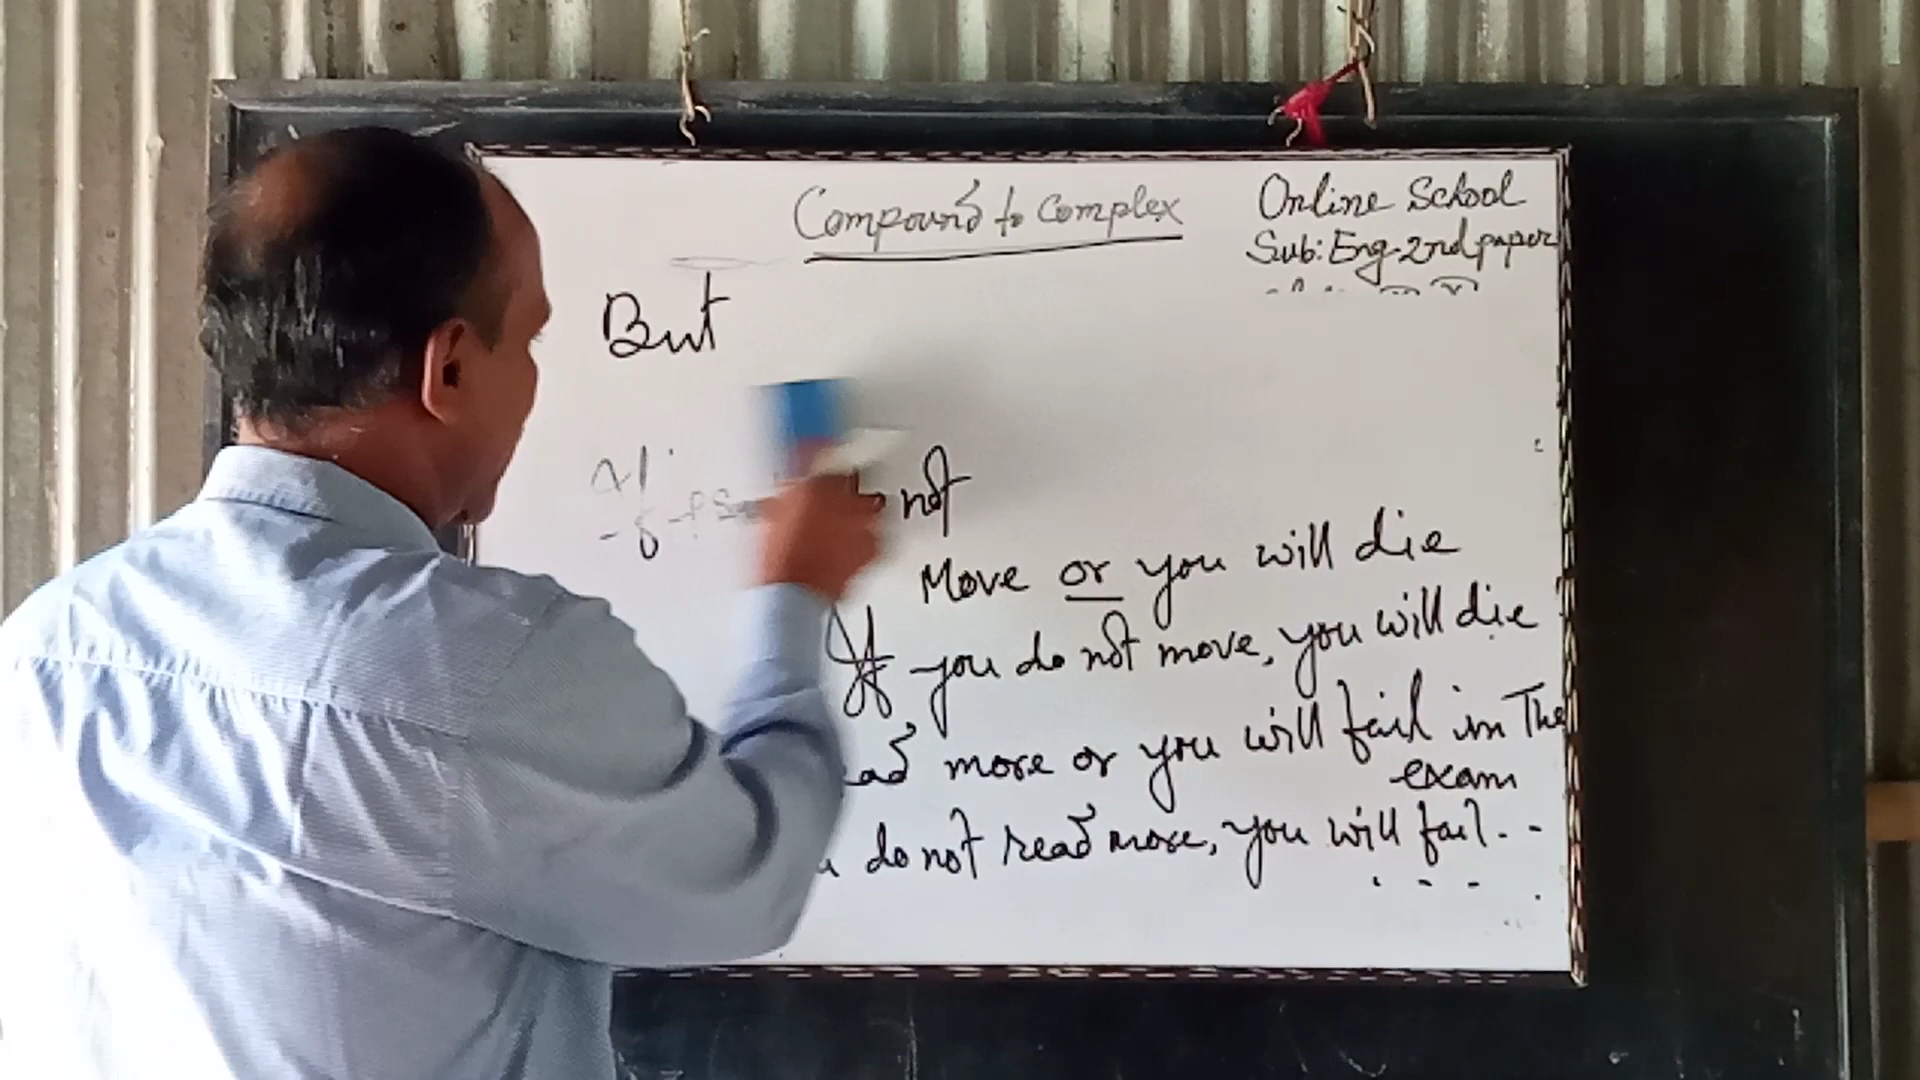 Compound to Complex
Online School
Sub: Eng-2nd paper
But
If not
Move or you will die
If you do not move, you will die
more or you will fail in The
exam
do not read more, you will fail . .
. - -